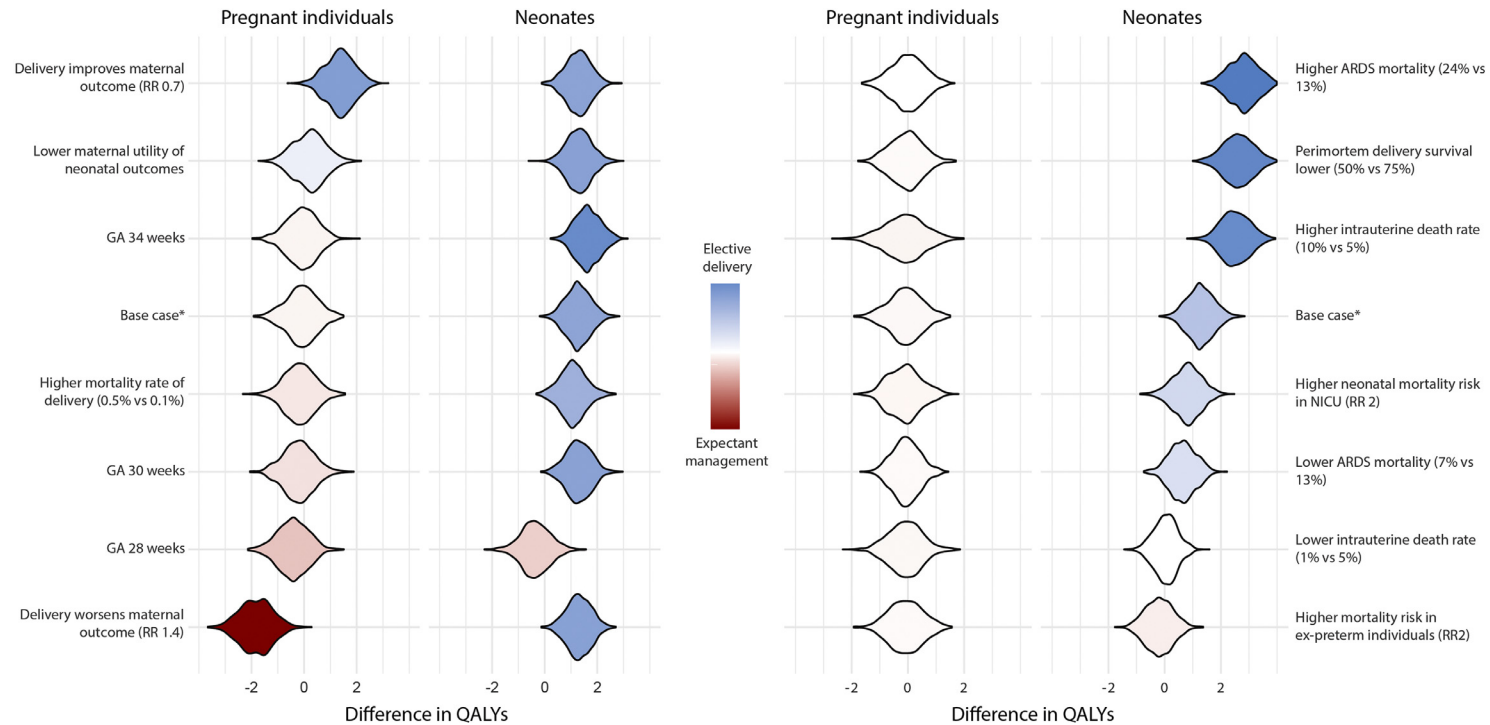 Pregnant individuals
Neonates
Pregnant individuals
Neonates
Delivery improves maternal
outcome (RR 0.7)
Lower maternal utility of
neonatal outcomes
GA 34 weeks
Base case*
Higher mortality rate of
delivery (0.5% vs 0.1%)
GA 30 weeks
GA 28 weeks
Delivery worsens maternal
outcome (RR 1.4)
Elective
delivery
Expectant
management
Higher ARDS mortality (24% vs
13%)
Perimortem delivery survival
lower (50% vs 75%)
Higher intrauterine death rate
(10% vs 5%)
Base case*
Higher neonatal mortality risk
in NICU (RR 2)
Lower ARDS mortality (7% vs
13%)
Lower intrauterine death rate
(1% vs 5%)
Higher mortality risk in
ex-preterm individuals (RR2)
-2 0 2
-2 0 2
-2 0 2
-2 0 2
Difference in QALYs
Difference in QALYs